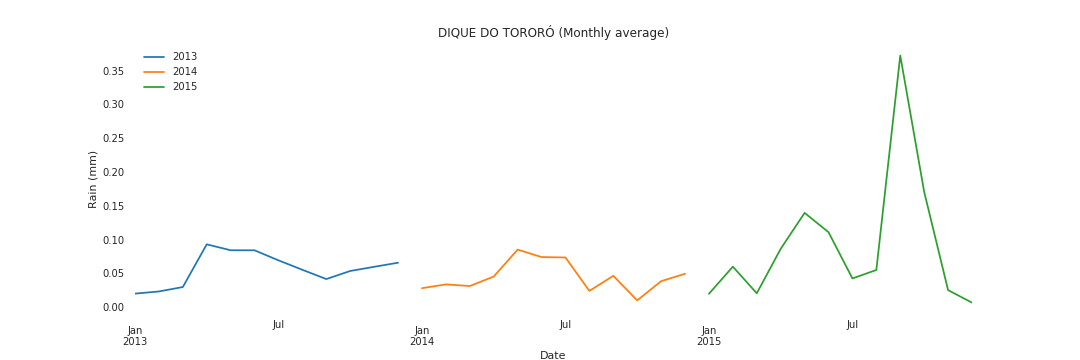 DIQUE DO TORORÓ (Monthly average)
2013
2014
2015
Rain (mm)
0.35
0.30
0.25
0.20
0.15
0.10
0.05
0.00
Jan
2013
Jul
Jan
2014
Jul
Jan
2015
Jul
Date